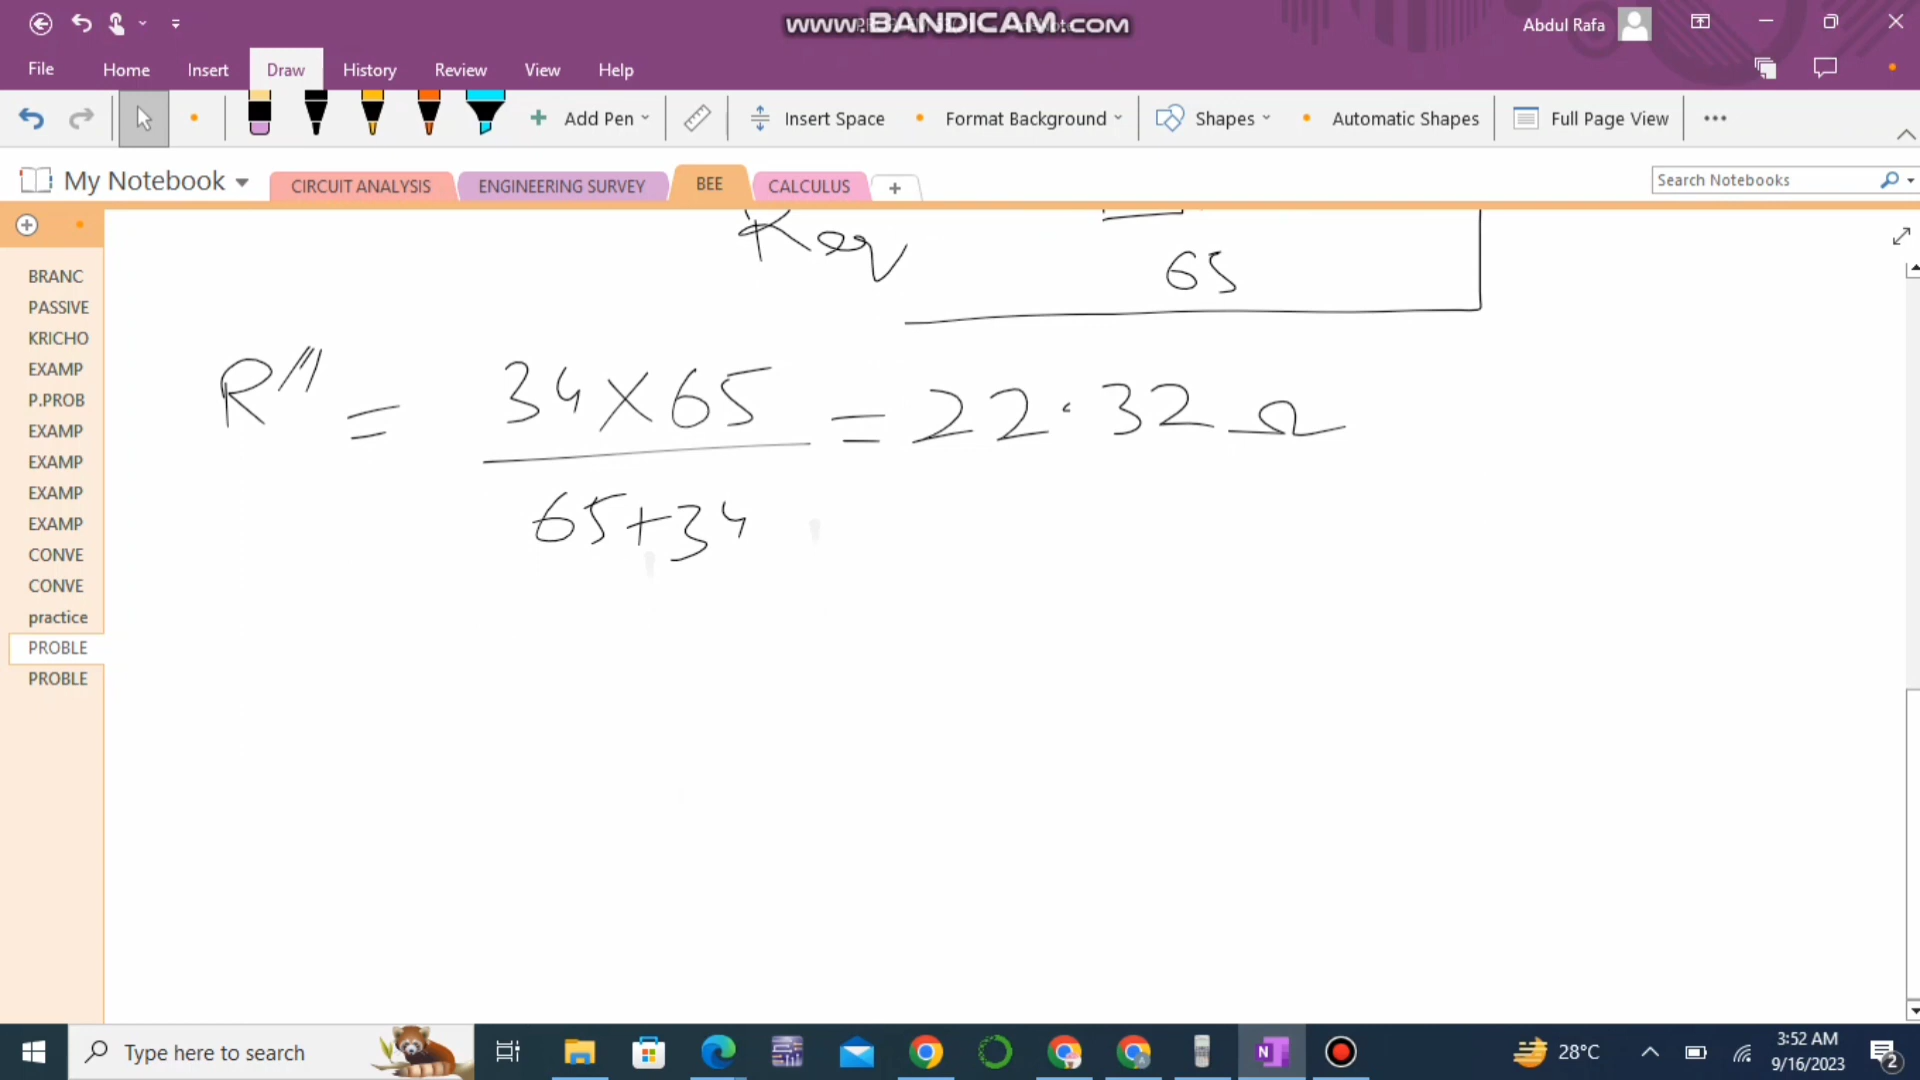 www.BANDICAM.com
Abdul Rafa
File Home Insert Draw History Review View Help
Add Pen Insert Space Format Background Shapes Automatic Shapes Full Page View
My Notebook CIRCUIT ANALYSIS ENGINEERING SURVEY BEE CALCULUS Search Notebooks
BRANC
PASSIVE
KRICHO
EXAMP
P.PROB
EXAMP
EXAMP
EXAMP
EXAMP
CONVE
CONVE
practice
PROBLE
PROBLE
Req
65
R" = 34 X 65 = 22.32 Ω
65+34
Type here to search
28°C
3:52 AM
9/16/2023
2